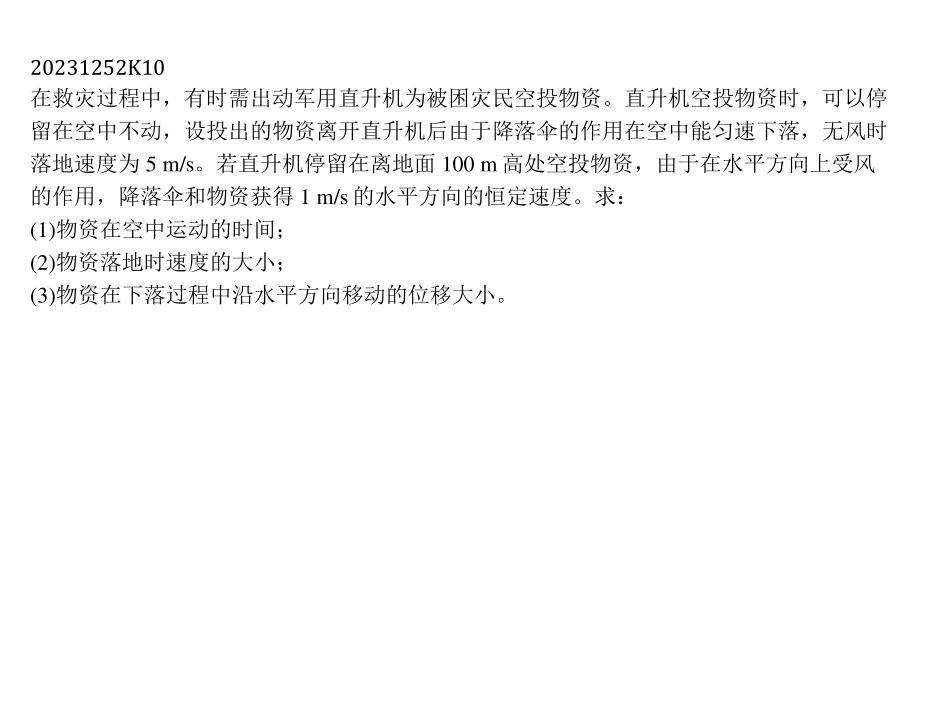 20231252K10
在救灾过程中，有时需出动军用直升机为被困灾民空投物资。直升机空投物资时，可以停
留在空中不动，设投出的物资离开直升机后由于降落伞的作用在空中能匀速下落，无风时
落地速度为 5 m/s。若直升机停留在离地面 100 m 高处空投物资，由于在水平方向上受风
的作用，降落伞和物资获得 1 m/s 的水平方向的恒定速度。求：
(1)物资在空中运动的时间；
(2)物资落地时速度的大小；
(3)物资在下落过程中沿水平方向移动的位移大小。